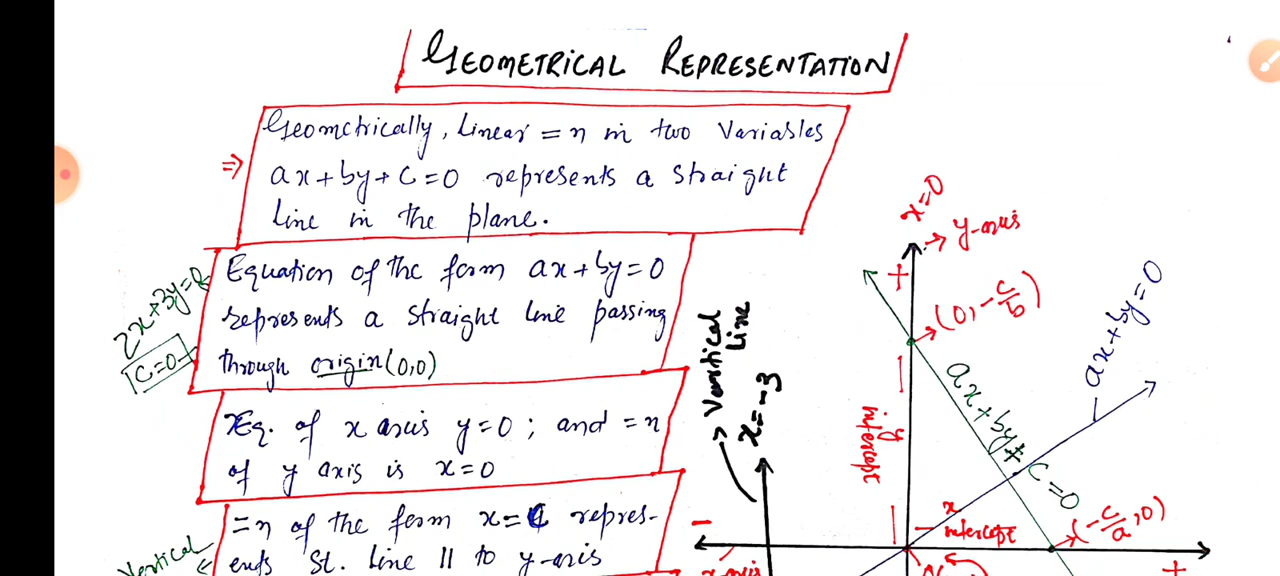 GEOMETRICAL REPRESENTATION
⇒ Geometrically, Linear =n in two variables
ax+by+c=0 represents a straight
line in the plane.
2x+3y=0
C=0
Equation of the form ax+by=0
represents a straight line passing
through origin (0,0)
Eq. of x axis y=0 ; and =n
of y axis is x=0
=n of the form x=c repres-
ents St. line || to y-axis
Vertical
x=0
y-axis
+
(0, -c/b)
ax+by=0
ax+by+c=0
y
intercept
x
intercept
(-c/a, 0)
→ Vertical
Line
x=-3
-
x-axis
+